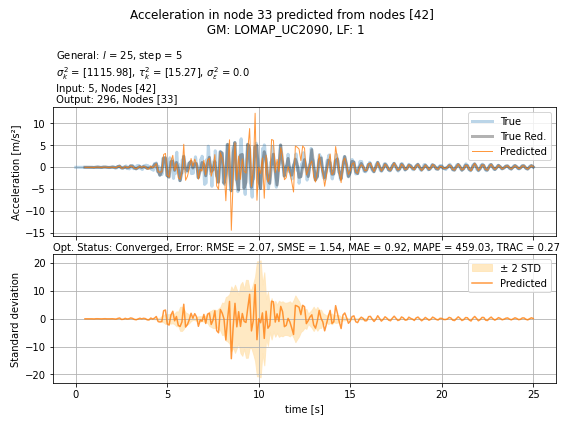 Acceleration in node 33 predicted from nodes [42]
GM: LOMAP_UC2090, LF: 1
General: l = 25, step = 5
σ²ₖ = [1115.98], τ²ₖ = [15.27], σ²ε = 0.0
Input: 5, Nodes [42]
Output: 296, Nodes [33]
True
True Red.
Predicted
Acceleration [m/s²]
10
5
0
−5
−10
−15
Opt. Status: Converged, Error: RMSE = 2.07, SMSE = 1.54, MAE = 0.92, MAPE = 459.03, TRAC = 0.27
± 2 STD
Predicted
Standard deviation
20
10
0
−10
−20
0
5
10
15
20
25
time [s]